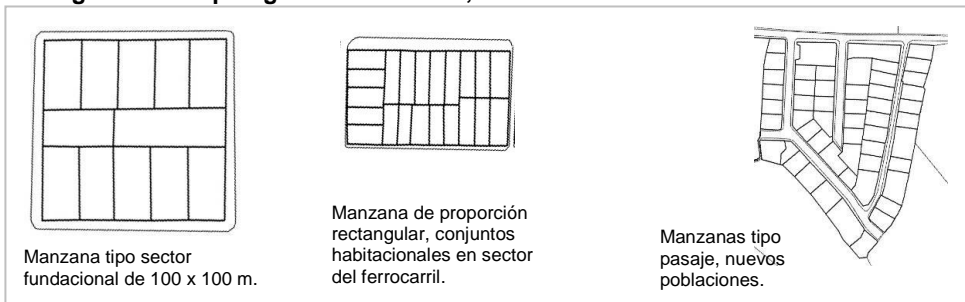 Manzana tipo sector
fundacional de 100 x 100 m.
Manzana de proporción
rectangular, conjuntos
habitacionales en sector
del ferrocarril.
Manzanas tipo
pasaje, nuevos
poblaciones.